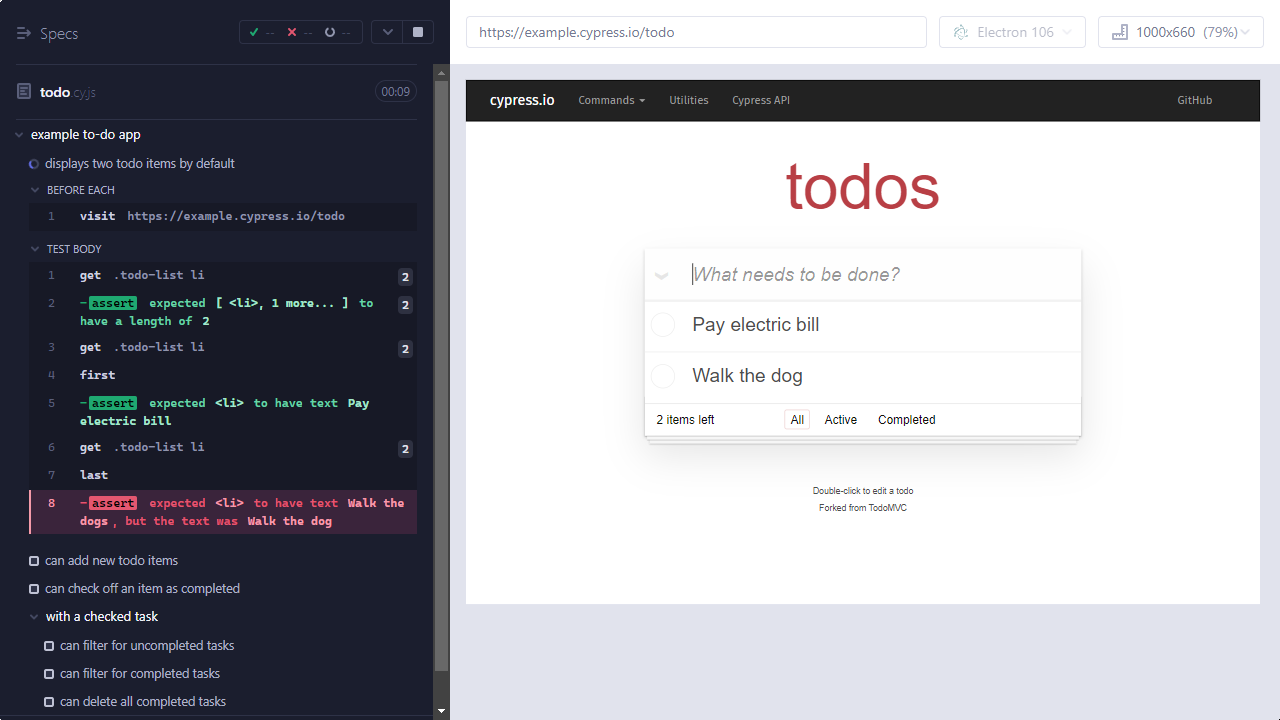 Specs
-- -- --
todo.cy.js
00:09
example to-do app
displays two todo items by default
BEFORE EACH
1 visit https://example.cypress.io/todo
TEST BODY
1 get .todo-list li 2
2 -assert expected [ <li>, 1 more... ] to 2
have a length of 2
3 get .todo-list li 2
4 first
5 -assert expected <li> to have text Pay
electric bill
6 get .todo-list li 2
7 last
8 -assert expected <li> to have text Walk the
dogs, but the text was Walk the dog
can add new todo items
can check off an item as completed
with a checked task
can filter for uncompleted tasks
can filter for completed tasks
can delete all completed tasks
https://example.cypress.io/todo
Electron 106
1000x660 (79%)
cypress.io Commands Utilities Cypress API GitHub
todos
What needs to be done?
Pay electric bill
Walk the dog
2 items left All Active Completed
Double-click to edit a todo
Forked from TodoMVC